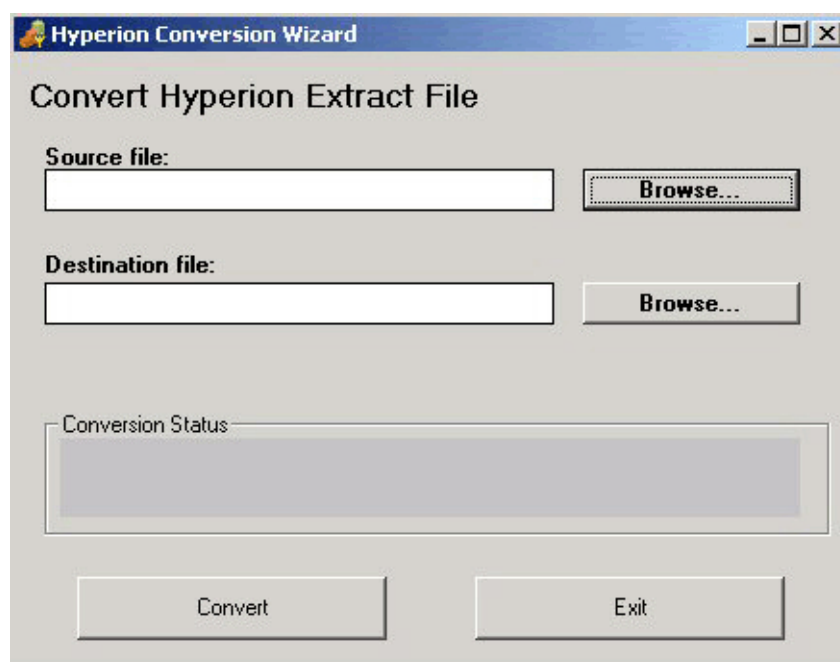 Hyperion Conversion Wizard
Convert Hyperion Extract File
Source file:
Browse...
Destination file:
Browse...
Conversion Status
Convert Exit